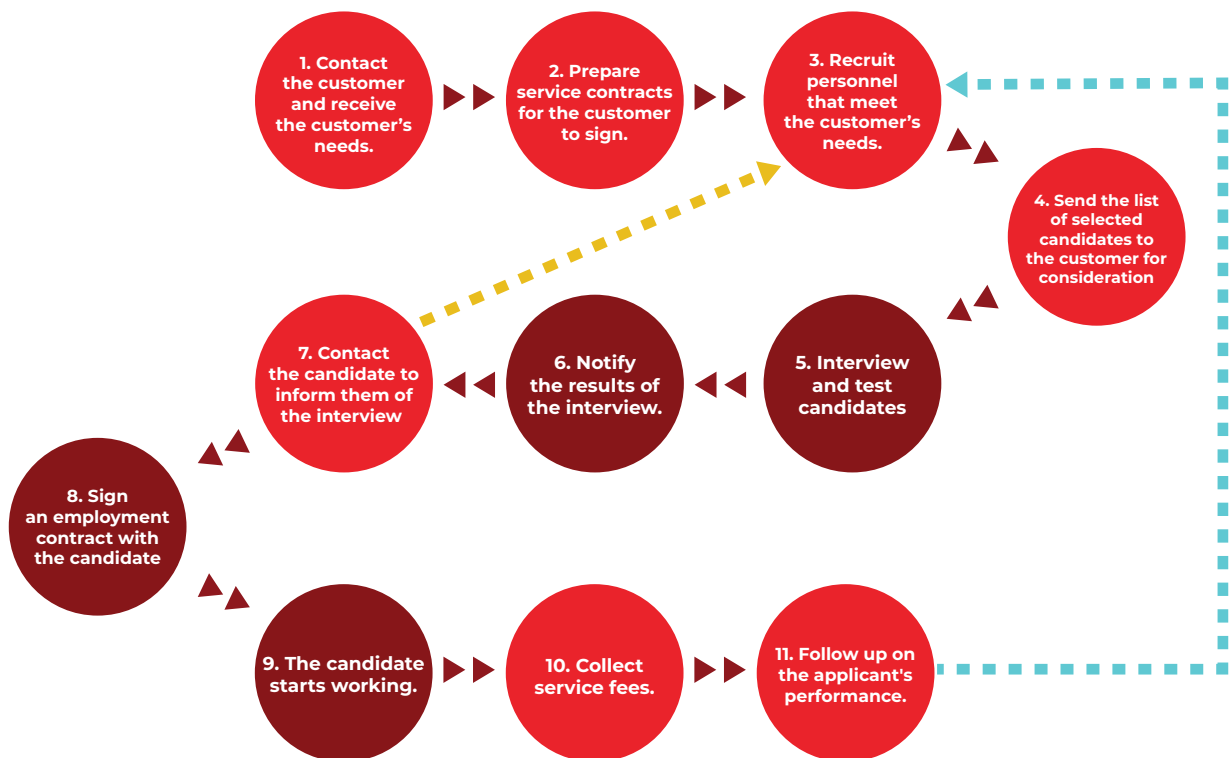 1. Contact
the customer
and receive
the customer’s
needs.
2. Prepare
service contracts
for the customer
to sign.
3. Recruit
personnel
that meet
the customer’s
needs.
4. Send the list
of selected
candidates to
the customer for
consideration
5. Interview
and test
candidates
6. Notify
the results of
the interview.
7. Contact
the candidate to
inform them of
the interview
8. Sign
an employment
contract with
the candidate
9. The candidate
starts working.
10. Collect
service fees.
11. Follow up on
the applicant's
performance.